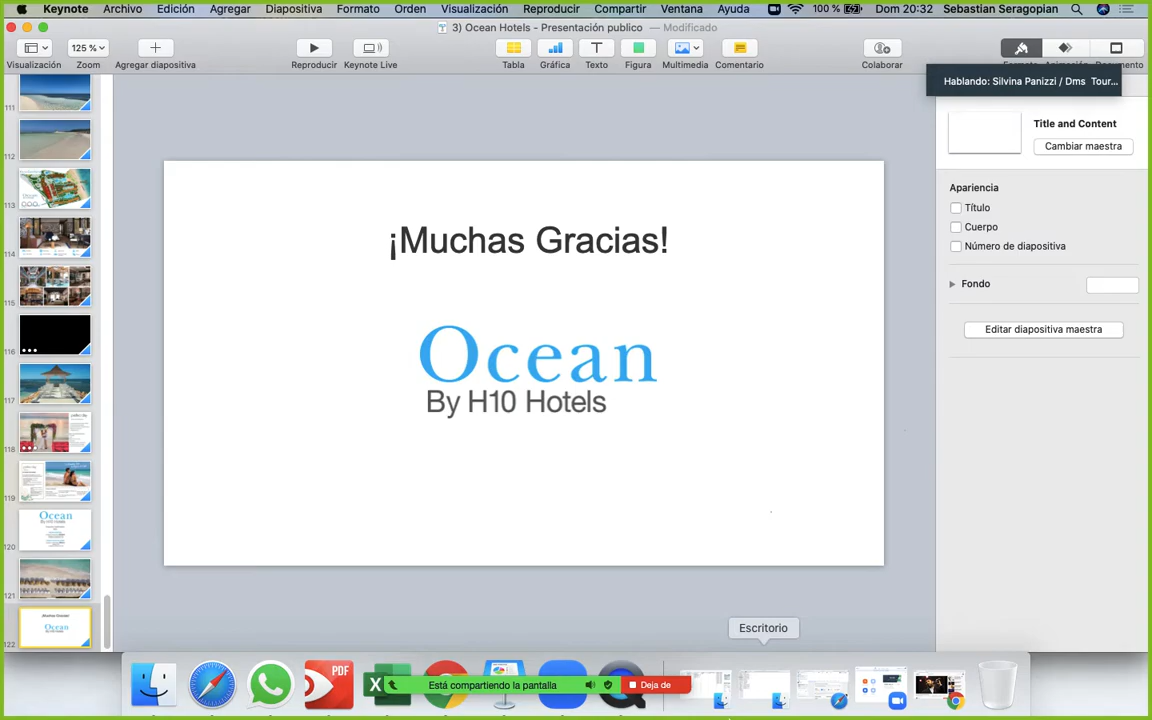 Keynote Archivo Edición Agregar Diapositiva Formato Orden Visualización Reproducir Compartir Ventana Ayuda 100 % Dom 20:32 Sebastian Seragopian
3) Ocean Hotels - Presentación publico — Modificado
125 %
Visualización Zoom Agregar diapositiva Reproducir Keynote Live Tabla Gráfica Texto Figura Multimedia Comentario Colaborar
Hablando: Silvina Panizzi / Dms Tour...
Title and Content
Cambiar maestra
Apariencia
Título
Cuerpo
Número de diapositiva
Fondo
Editar diapositiva maestra
111
112
113
114
115
116
117
118
119
120
121
122
¡Muchas Gracias!
Ocean
By H10 Hotels
Escritorio
PDF
X
Está compartiendo la pantalla
Deja de